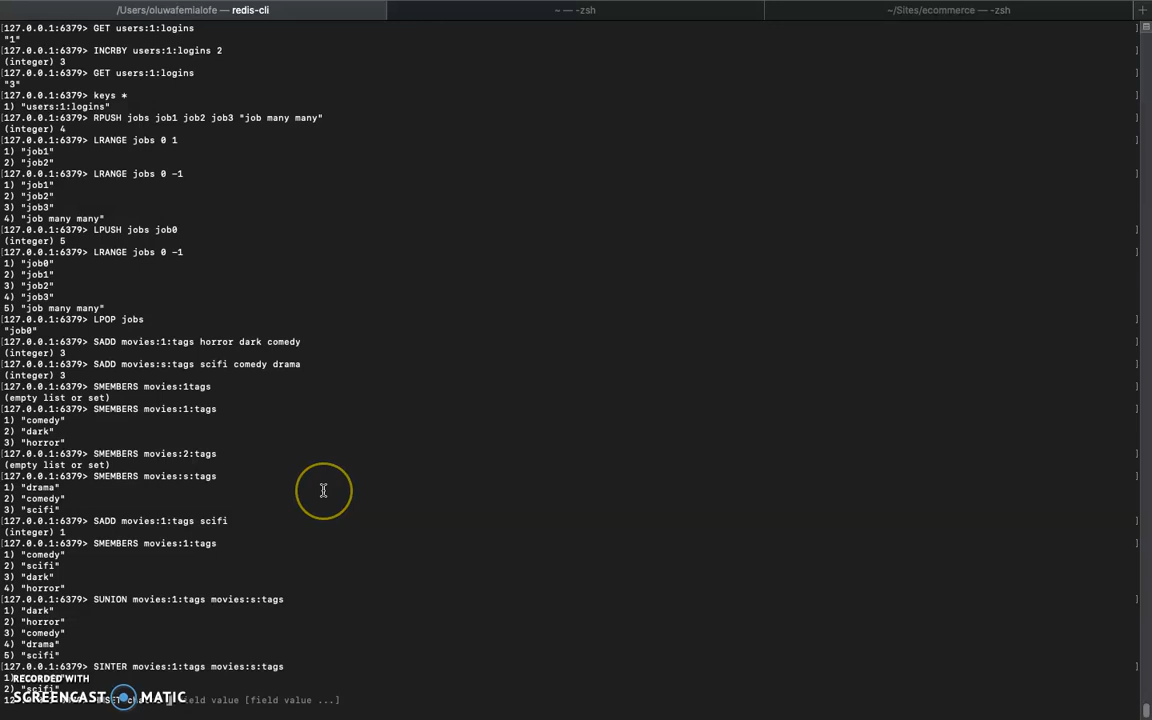 /Users/oluwafemialofe — redis-cli
~ — -zsh
~/Sites/ecommerce — -zsh
[127.0.0.1:6379> GET users:1:logins
"1"
[127.0.0.1:6379> INCRBY users:1:logins 2
(integer) 3
[127.0.0.1:6379> GET users:1:logins
"3"
[127.0.0.1:6379> keys *
1) "users:1:logins"
[127.0.0.1:6379> RPUSH jobs job1 job2 job3 "job many many"
(integer) 4
[127.0.0.1:6379> LRANGE jobs 0 1
1) "job1"
2) "job2"
[127.0.0.1:6379> LRANGE jobs 0 -1
1) "job1"
2) "job2"
3) "job3"
4) "job many many"
[127.0.0.1:6379> LPUSH jobs job0
(integer) 5
[127.0.0.1:6379> LRANGE jobs 0 -1
1) "job0"
2) "job1"
3) "job2"
4) "job3"
5) "job many many"
[127.0.0.1:6379> LPOP jobs
"job0"
[127.0.0.1:6379> SADD movies:1:tags horror dark comedy
(integer) 3
[127.0.0.1:6379> SADD movies:s:tags scifi comedy drama
(integer) 3
[127.0.0.1:6379> SMEMBERS movies:1tags
(empty list or set)
[127.0.0.1:6379> SMEMBERS movies:1:tags
1) "comedy"
2) "dark"
3) "horror"
[127.0.0.1:6379> SMEMBERS movies:2:tags
(empty list or set)
[127.0.0.1:6379> SMEMBERS movies:s:tags
1) "drama"
2) "comedy"
3) "scifi"
[127.0.0.1:6379> SADD movies:1:tags scifi
(integer) 1
[127.0.0.1:6379> SMEMBERS movies:1:tags
1) "comedy"
2) "scifi"
3) "dark"
4) "horror"
[127.0.0.1:6379> SUNION movies:1:tags movies:s:tags
1) "dark"
2) "horror"
3) "comedy"
4) "drama"
5) "scifi"
[127.0.0.1:6379> SINTER movies:1:tags movies:s:tags
RECORDED WITH
1)
2) "scifi"
SCREENCAST MATIC
field value [field value ...]